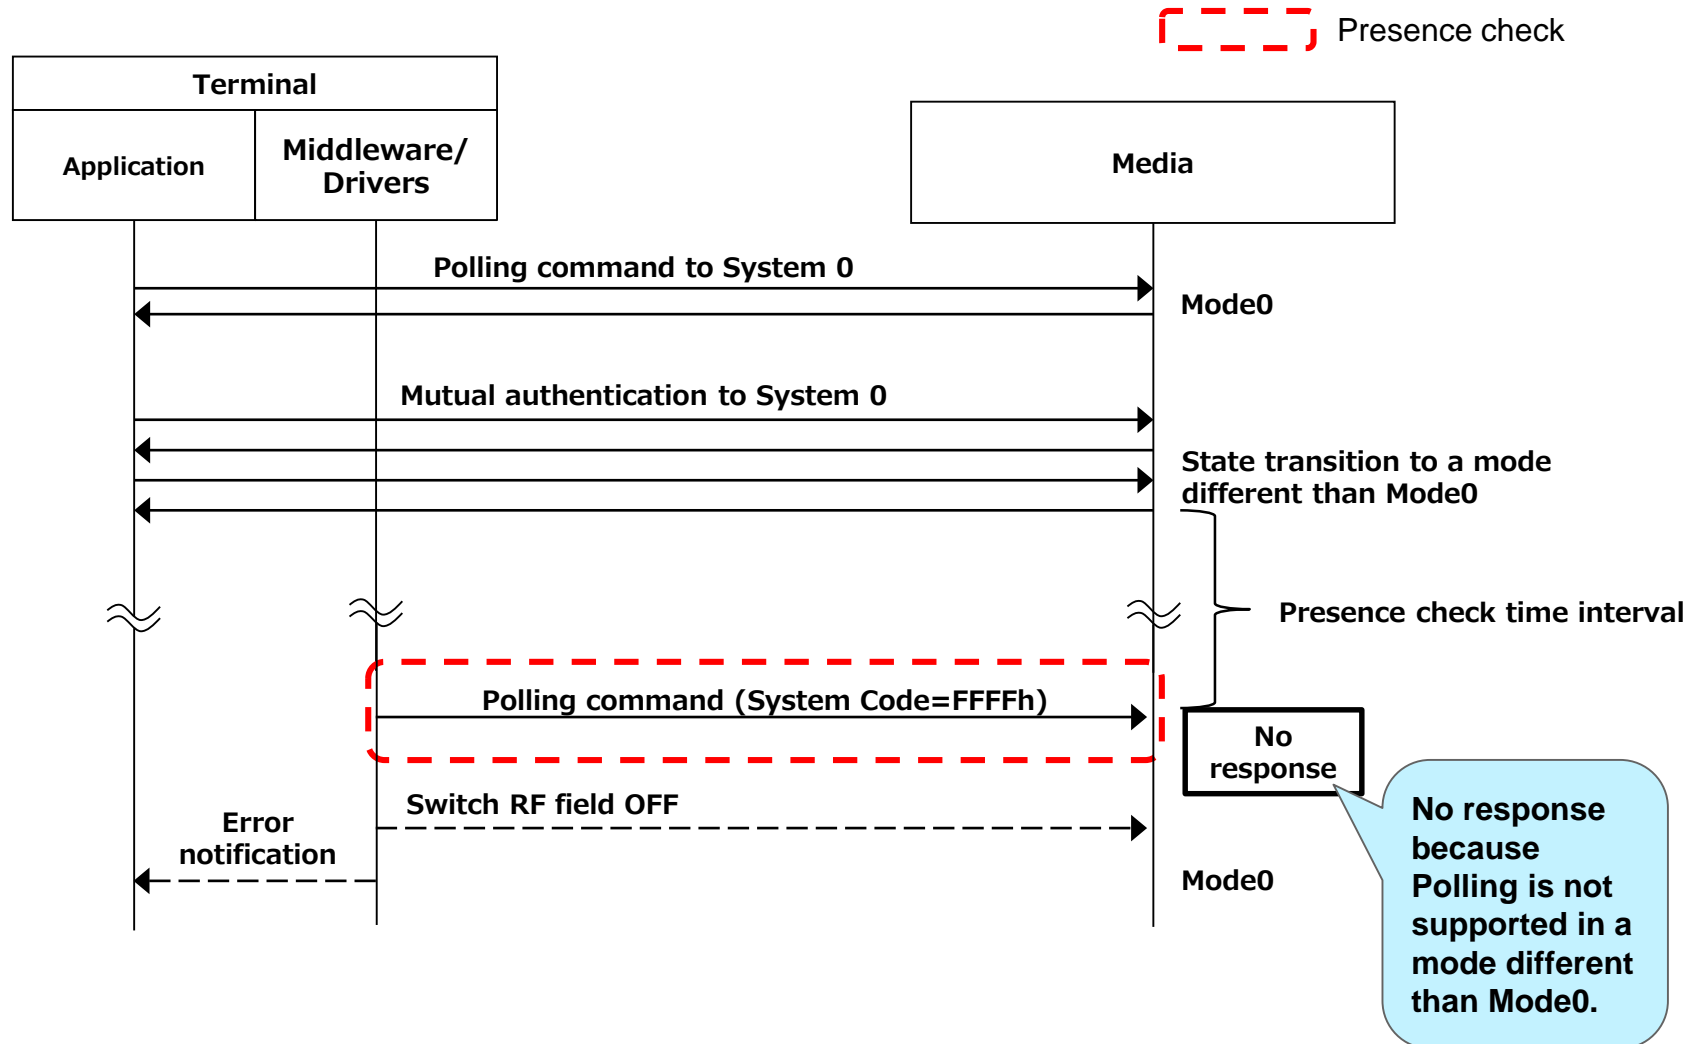 Presence check
Terminal
Application
Middleware/
Drivers
Media
Polling command to System 0
Mode0
Mutual authentication to System 0
State transition to a mode
different than Mode0
Presence check time interval
Polling command (System Code=FFFFh)
No
response
Switch RF field OFF
Error
notification
Mode0
No response
because
Polling is not
supported in a
mode different
than Mode0.